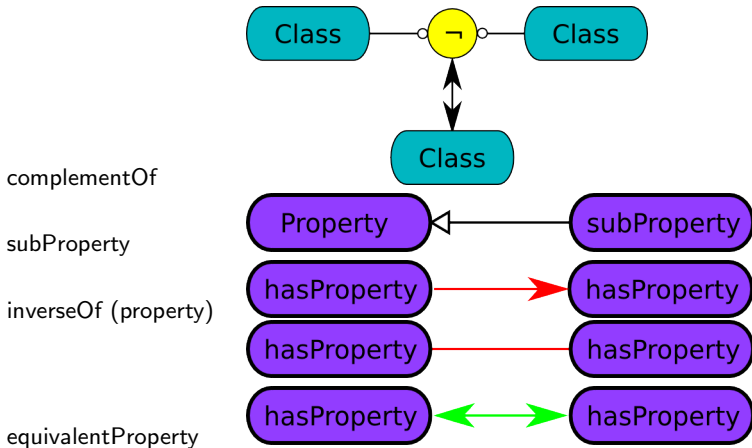 Class ¬ Class
Class
complementOf
Property subProperty
subProperty
hasProperty hasProperty
inverseOf (property)
hasProperty hasProperty
hasProperty hasProperty
equivalentProperty